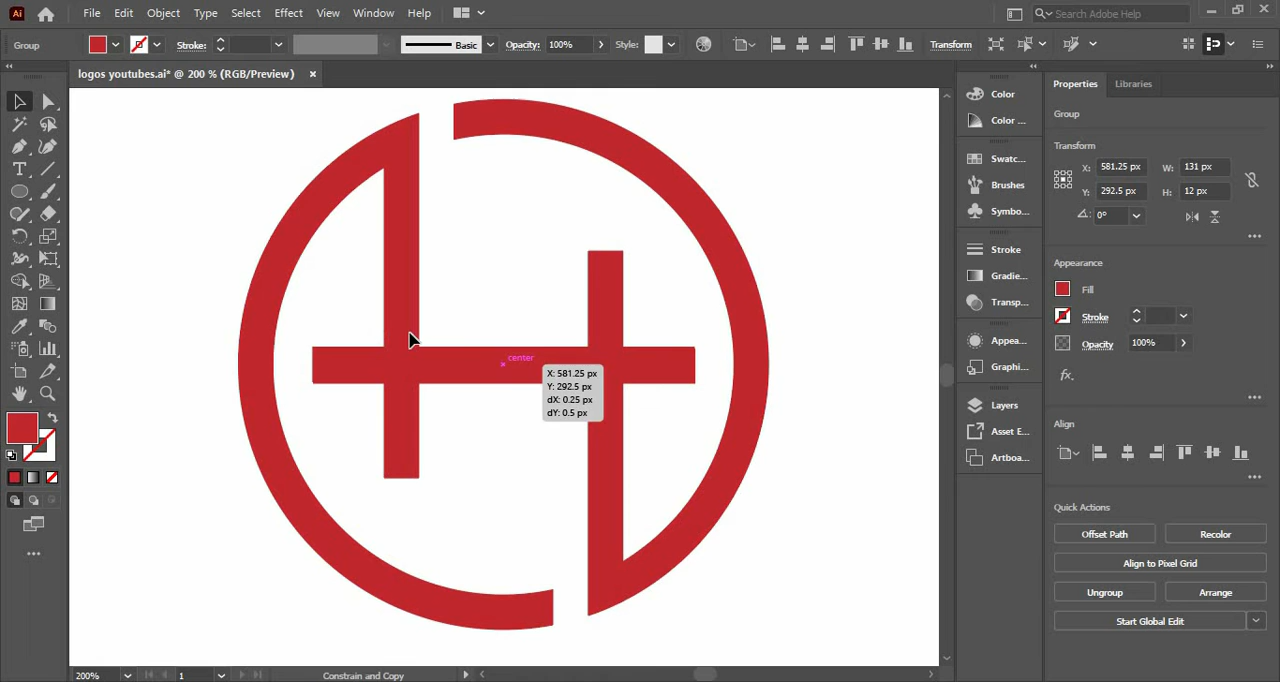 Ai File Edit Object Type Select Effect View Window Help Search Adobe Help
Group Stroke: Basic Opacity: 100% Style: Transform
logos youtubes.ai* @ 200 % (RGB/Preview) ×
center
X: 581.25 px
Y: 292.5 px
dX: 0.25 px
dY: 0.5 px
Color
Color ...
Swatc...
Brushes
Symbo...
Stroke
Gradie...
Transp...
Appea...
Graphi...
Layers
Asset E...
Artboa...
Properties Libraries
Group
Transform
X: 581.25 px W: 131 px
Y: 292.5 px H: 12 px
0°
Appearance
Fill
Stroke
Opacity 100%
fx.
Align
Quick Actions
Offset Path Recolor
Align to Pixel Grid
Ungroup Arrange
Start Global Edit
200% 1 Constrain and Copy